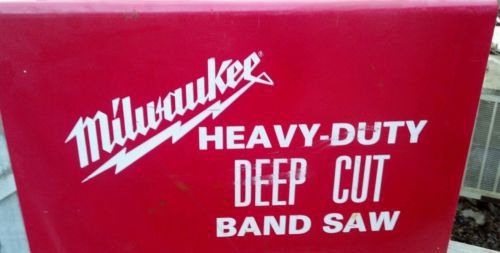 Milwaukee®
HEAVY-DUTY
DEEP CUT
BAND SAW